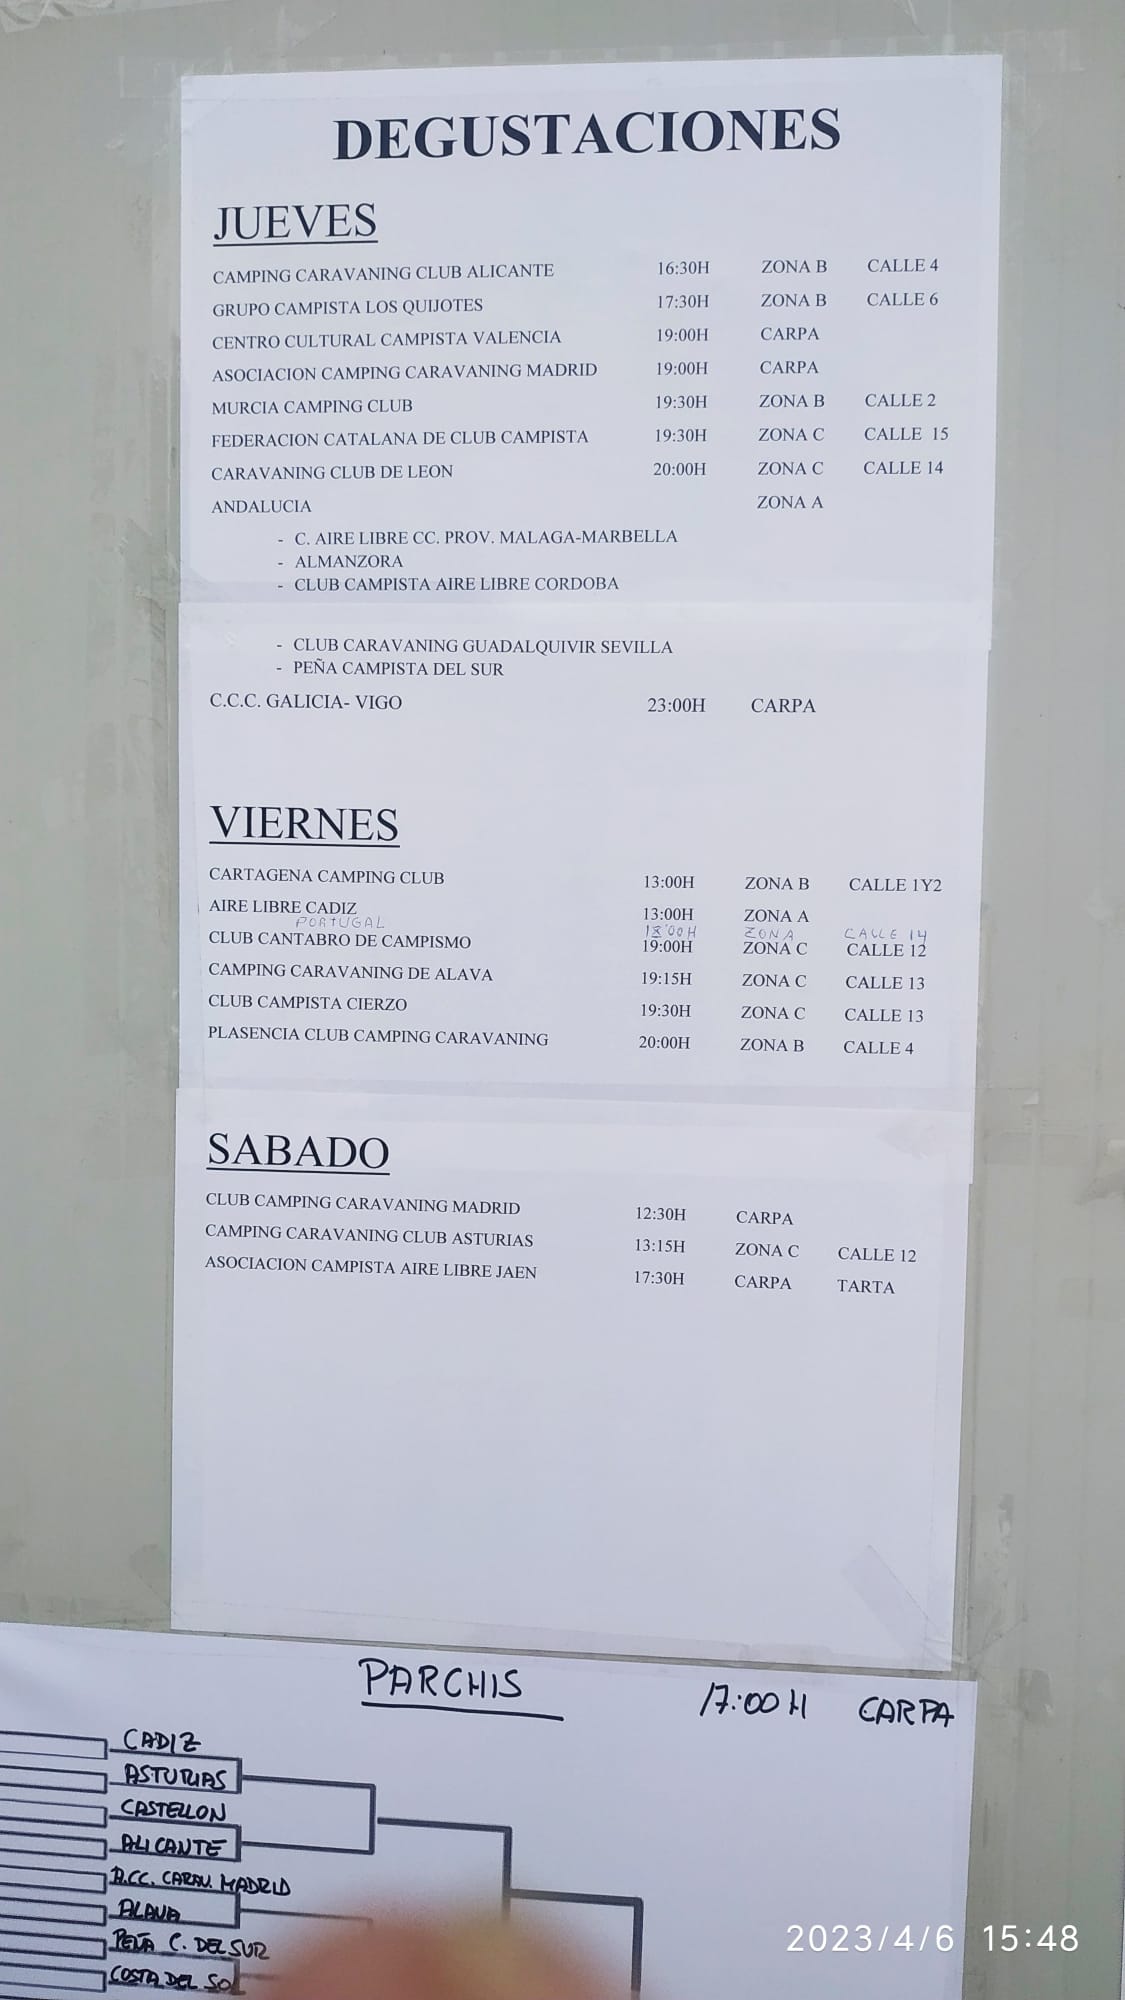 DEGUSTACIONES
JUEVES
CAMPING CARAVANING CLUB ALICANTE 16:30H ZONA B CALLE 4
GRUPO CAMPISTA LOS QUIJOTES 17:30H ZONA B CALLE 6
CENTRO CULTURAL CAMPISTA VALENCIA 19:00H CARPA
ASOCIACION CAMPING CARAVANING MADRID 19:00H CARPA
MURCIA CAMPING CLUB 19:30H ZONA B CALLE 2
FEDERACION CATALANA DE CLUB CAMPISTA 19:30H ZONA C CALLE 15
CARAVANING CLUB DE LEON 20:00H ZONA C CALLE 14
ANDALUCIA ZONA A
- C. AIRE LIBRE CC. PROV. MALAGA-MARBELLA
- ALMANZORA
- CLUB CAMPISTA AIRE LIBRE CORDOBA
- CLUB CARAVANING GUADALQUIVIR SEVILLA
- PEÑA CAMPISTA DEL SUR
C.C.C. GALICIA- VIGO 23:00H CARPA
VIERNES
CARTAGENA CAMPING CLUB 13:00H ZONA B CALLE 1Y2
AIRE LIBRE CADIZ 13:00H ZONA A
PORTUGAL 18:00H ZONA CALLE 14
CLUB CANTABRO DE CAMPISMO 19:00H ZONA C CALLE 12
CAMPING CARAVANING DE ALAVA 19:15H ZONA C CALLE 13
CLUB CAMPISTA CIERZO 19:30H ZONA C CALLE 13
PLASENCIA CLUB CAMPING CARAVANING 20:00H ZONA B CALLE 4
SABADO
CLUB CAMPING CARAVANING MADRID 12:30H CARPA
CAMPING CARAVANING CLUB ASTURIAS 13:15H ZONA C CALLE 12
ASOCIACION CAMPISTA AIRE LIBRE JAEN 17:30H CARPA TARTA
PARCHIS 17:00H CARPA
CADIZ
ASTURIAS
CASTELLON
ALICANTE
A.CC. CARAV. MADRID
ALAVA
PEÑA C. DEL SUR
COSTA DEL SOL
2023/4/6 15:48